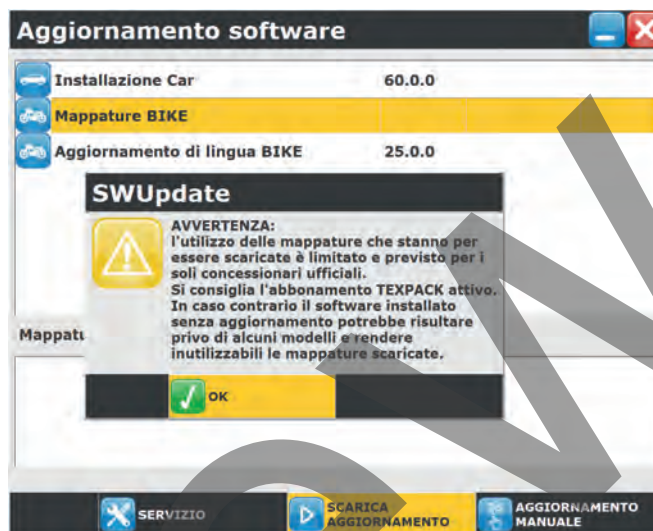 Aggiornamento software
Installazione Car 60.0.0
Mappature BIKE
Aggiornamento di lingua BIKE 25.0.0
SWUpdate
AVVERTENZA:
l'utilizzo delle mappature che stanno per
essere scaricate è limitato e previsto per i
soli concessionari ufficiali.
Si consiglia l'abbonamento TEXPACK attivo.
In caso contrario il software installato
senza aggiornamento potrebbe risultare
privo di alcuni modelli e rendere
inutilizzabili le mappature scaricate.
Mappatu
OK
SERVIZIO
SCARICA
AGGIORNAMENTO
AGGIORNAMENTO
MANUALE